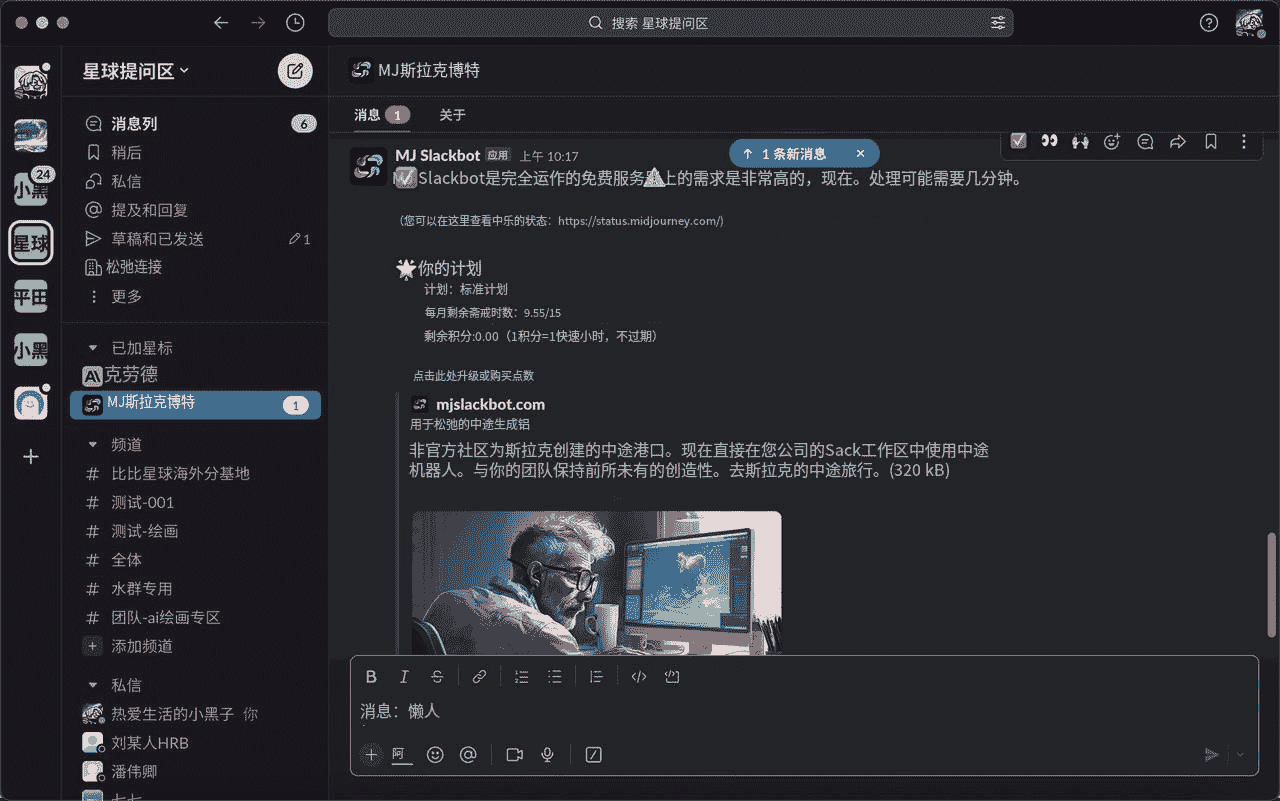 搜索 星球提问区
星球提问区
消息列
6
稍后
私信
24
提及和回复
草稿和已发送
1
星球
松弛连接
更多
平田
已加星标
小黑
克劳德
MJ斯拉克博特
1
频道
# 比比星球海外分基地
# 测试-001
# 测试-绘画
# 全体
# 水群专用
# 团队-ai绘画专区
+ 添加频道
私信
热爱生活的小黑子 你
刘某人HRB
潘伟卿
MJ斯拉克博特
消息 1
关于
↑ 1 条新消息 ×
MJ Slackbot 应用 上午 10:17
Slackbot是完全运作的免费服务 上的需求是非常高的，现在。处理可能需要几分钟。
（您可以在这里查看中乐的状态：https://status.midjourney.com/)
你的计划
计划：标准计划
每月剩余斋戒时数：9.55/15
剩余积分:0.00（1积分=1快速小时，不过期）
点击此处升级或购买点数
mjslackbot.com
用于松弛的中途生成铝
非官方社区为斯拉克创建的中途港口。现在直接在您公司的Sack工作区中使用中途
机器人。与你的团队保持前所未有的创造性。去斯拉克的中途旅行。(320 kB)
B I S
消息：懒人
阿